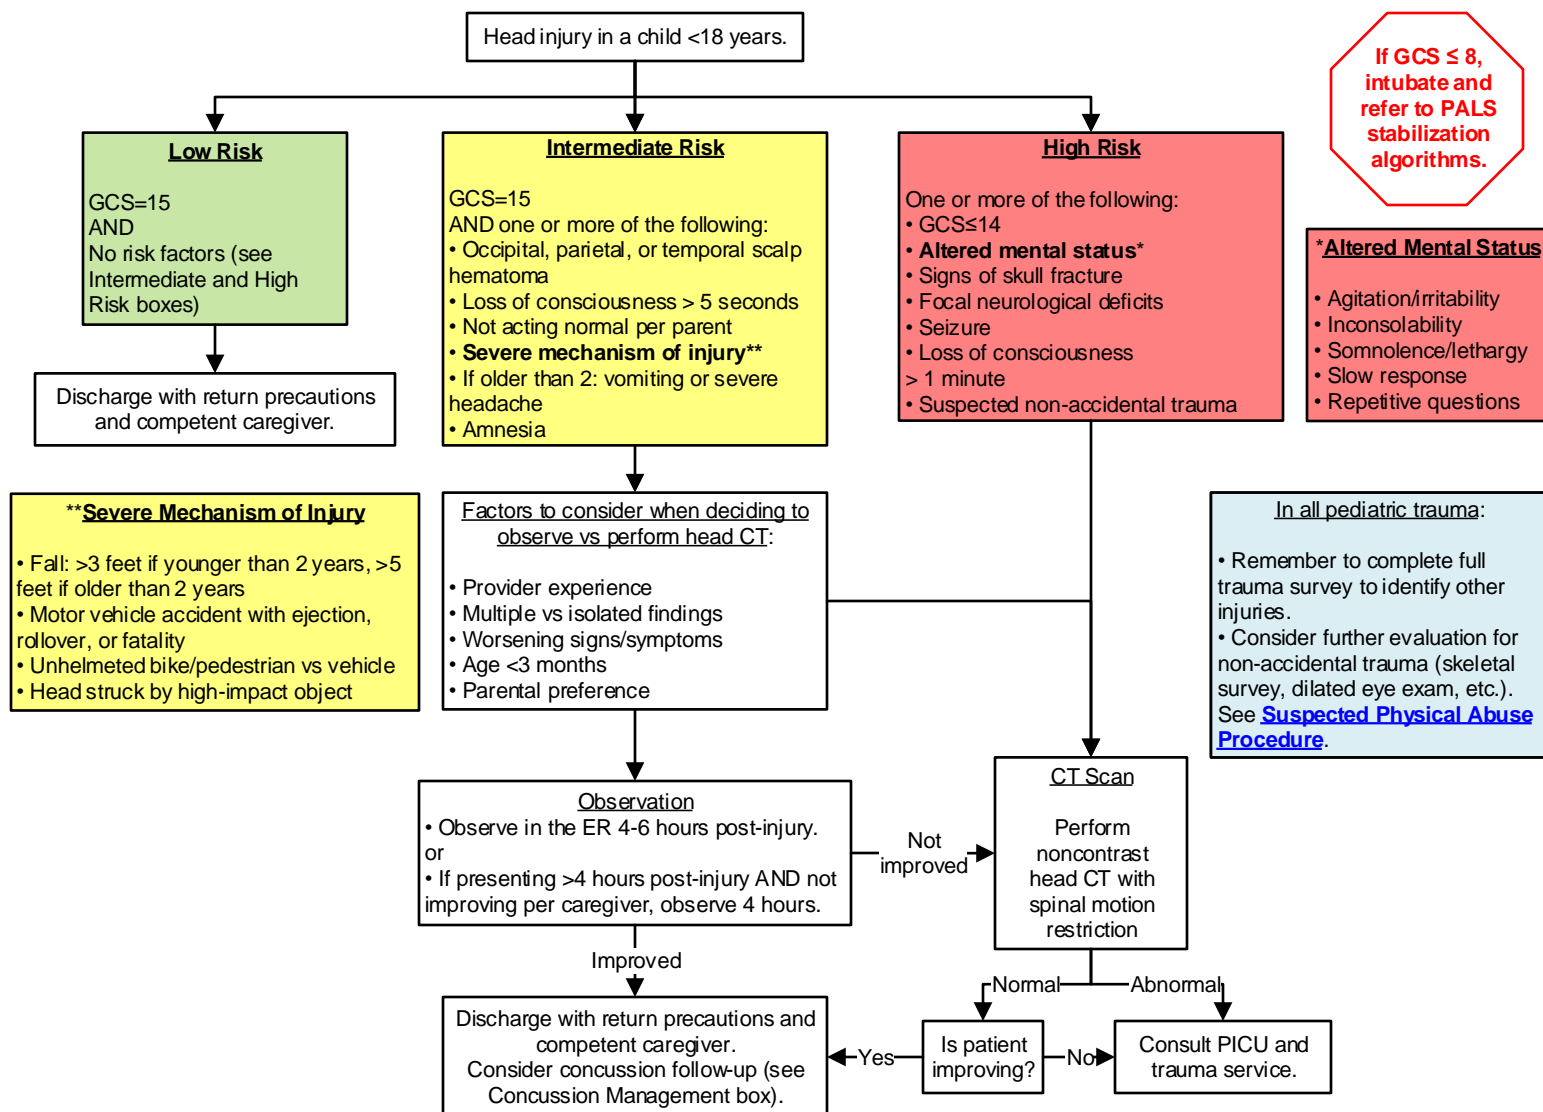 Head injury in a child <18 years.
If GCS ≤ 8,
intubate and
refer to PALS
stabilization
algorithms.
Low Risk
GCS=15
AND
No risk factors (see
Intermediate and High
Risk boxes)
Intermediate Risk
GCS=15
AND one or more of the following:
• Occipital, parietal, or temporal scalp
hematoma
• Loss of consciousness > 5 seconds
• Not acting normal per parent
• Severe mechanism of injury**
• If older than 2: vomiting or severe
headache
• Amnesia
High Risk
One or more of the following:
• GCS≤14
• Altered mental status*
• Signs of skull fracture
• Focal neurological deficits
• Seizure
• Loss of consciousness
> 1 minute
• Suspected non-accidental trauma
*Altered Mental Status
• Agitation/irritability
• Inconsolability
• Somnolence/lethargy
• Slow response
• Repetitive questions
Discharge with return precautions
and competent caregiver.
**Severe Mechanism of Injury
• Fall: >3 feet if younger than 2 years, >5
feet if older than 2 years
• Motor vehicle accident with ejection,
rollover, or fatality
• Unhelmeted bike/pedestrian vs vehicle
• Head struck by high-impact object
Factors to consider when deciding to
observe vs perform head CT:
• Provider experience
• Multiple vs isolated findings
• Worsening signs/symptoms
• Age <3 months
• Parental preference
In all pediatric trauma:
• Remember to complete full
trauma survey to identify other
injuries.
• Consider further evaluation for
non-accidental trauma (skeletal
survey, dilated eye exam, etc.).
See Suspected Physical Abuse
Procedure.
Observation
• Observe in the ER 4-6 hours post-injury.
or
• If presenting >4 hours post-injury AND not
improving per caregiver, observe 4 hours.
Not
improved
CT Scan
Perform
noncontrast
head CT with
spinal motion
restriction
Improved
Normal
Abnormal
Discharge with return precautions and
competent caregiver.
Consider concussion follow-up (see
Concussion Management box).
Yes
Is patient
improving?
No
Consult PICU and
trauma service.